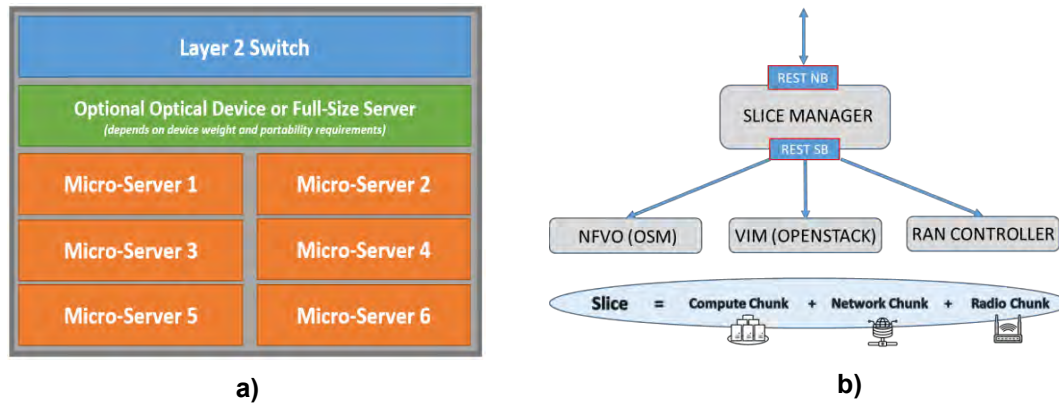 Layer 2 Switch
Optional Optical Device or Full-Size Server
(depends on device weight and portability requirements)
Micro-Server 1
Micro-Server 2
Micro-Server 3
Micro-Server 4
Micro-Server 5
Micro-Server 6
a)
REST NB
SLICE MANAGER
REST SB
NFVO (OSM)
VIM (OPENSTACK)
RAN CONTROLLER
Slice = Compute Chunk + Network Chunk + Radio Chunk
b)